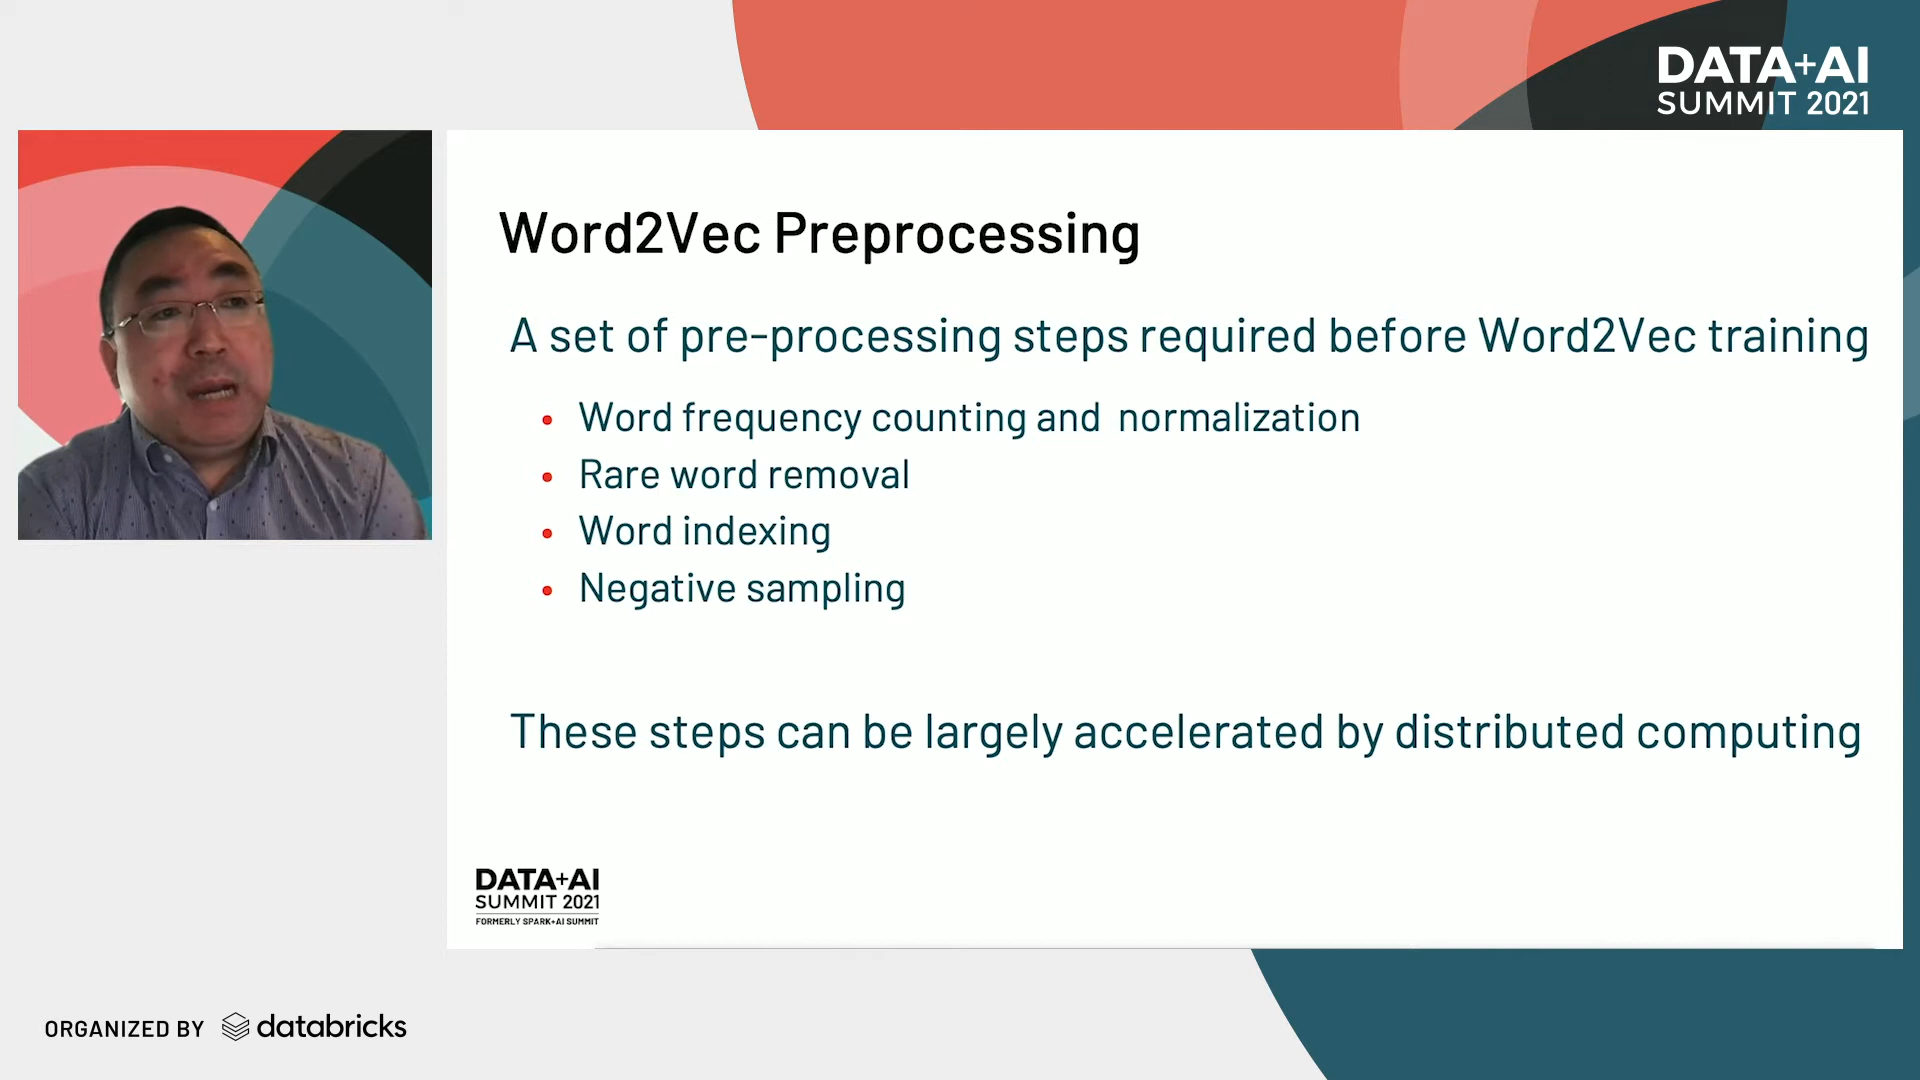 DATA+AI
SUMMIT 2021
Word2Vec Preprocessing
A set of pre-processing steps required before Word2Vec training
• Word frequency counting and normalization
• Rare word removal
• Word indexing
• Negative sampling
These steps can be largely accelerated by distributed computing
DATA+AI
SUMMIT 2021
FORMERLY SPARK+AI SUMMIT
ORGANIZED BY databricks